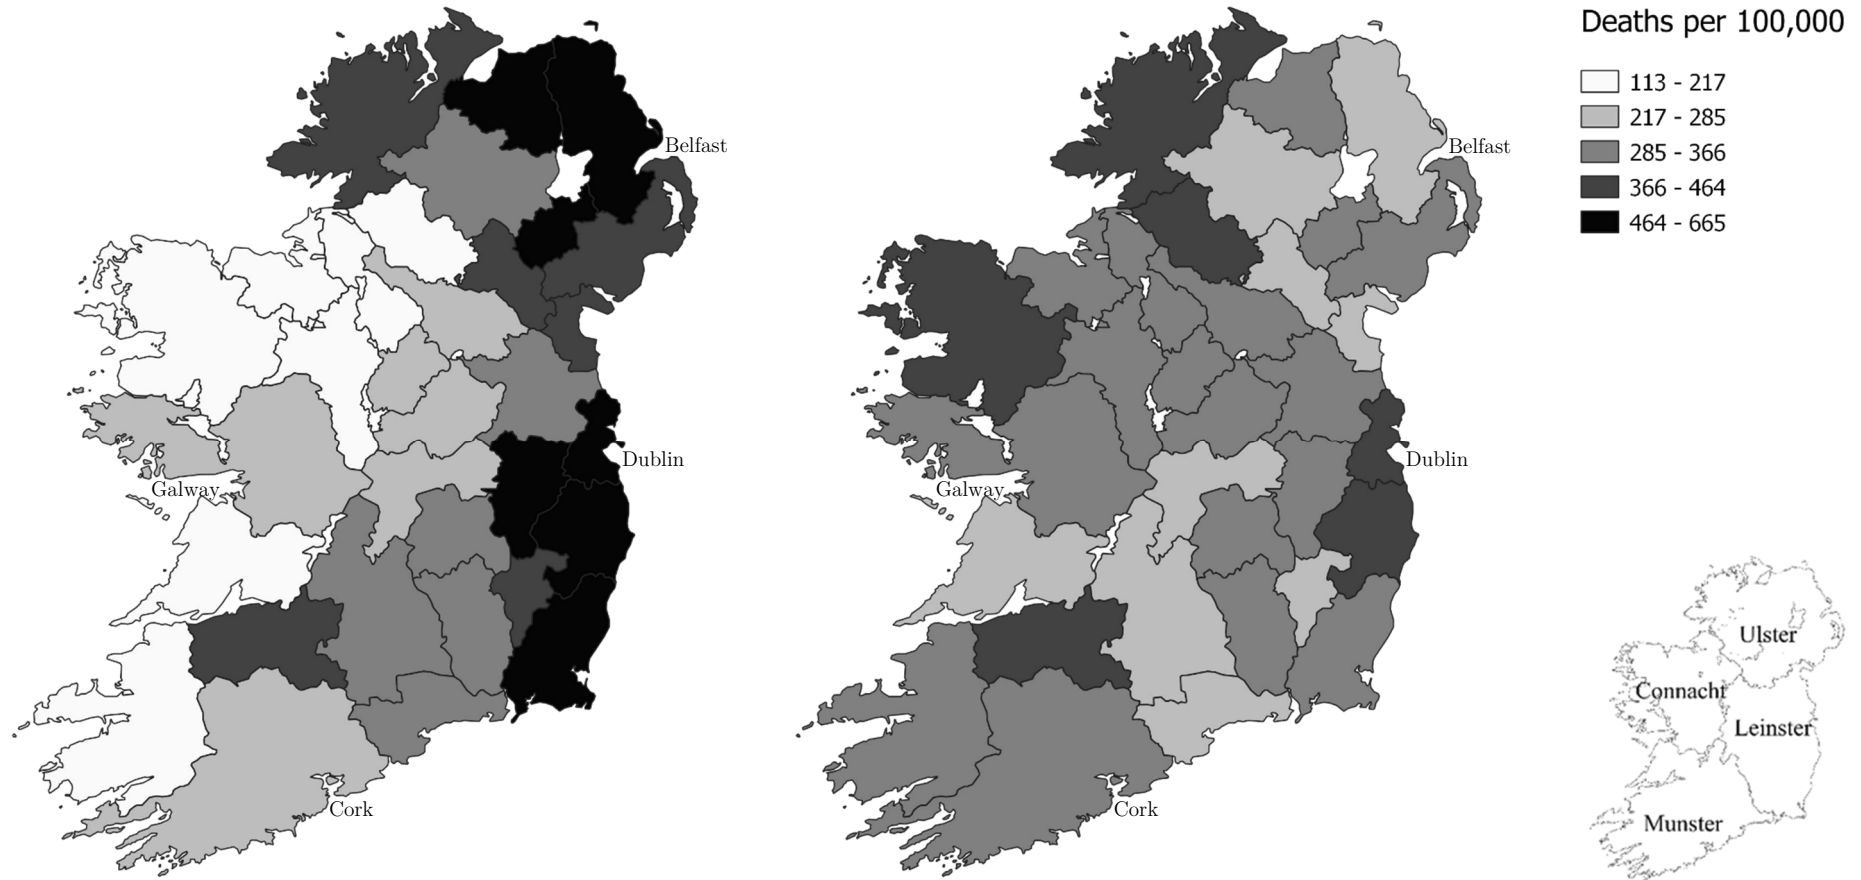 Belfast
Dublin
Galway
Cork
Belfast
Dublin
Galway
Cork
Deaths per 100,000
113 - 217
217 - 285
285 - 366
366 - 464
464 - 665
Ulster
Connacht
Leinster
Munster